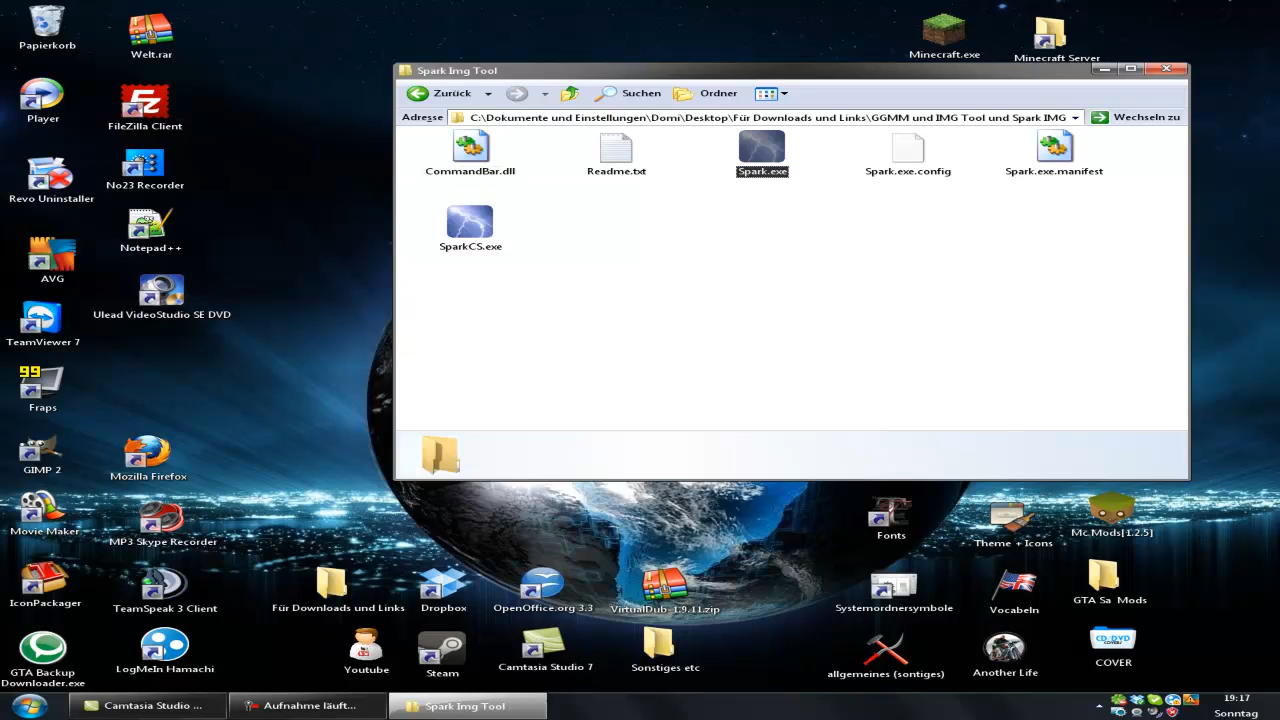 Papierkorb
Welt.rar
Minecraft.exe
Minecraft Server
Spark Img Tool
Zurück
Suchen
Ordner
Adresse
C:\Dokumente und Einstellungen\Domi\Desktop\Für Downloads und Links\GGMM und IMG Tool und Spark IMG
Wechseln zu
CommandBar.dll
Readme.txt
Spark.exe
Spark.exe.config
Spark.exe.manifest
SparkCS.exe
Player
FileZilla Client
Revo Uninstaller
No23 Recorder
Notepad++
AVG
Ulead VideoStudio SE DVD
TeamViewer 7
99
Fraps
GIMP 2
Mozilla Firefox
Movie Maker
MP3 Skype Recorder
Fonts
Theme + Icons
Mc Mods[1.2.5]
IconPackager
TeamSpeak 3 Client
Für Downloads und Links
Dropbox
OpenOffice.org 3.3
VirtualDub-1.9.11.zip
Systemordnersymbole
Vocabeln
GTA Sa Mods
GTA Backup
Downloader.exe
LogMeIn Hamachi
Youtube
Steam
Camtasia Studio 7
Sonstiges etc
allgemeines (sontiges)
Another Life
CD/DVD
COVER
Camtasia Studio ...
Aufnahme läuft...
Spark Img Tool
19:17
Sonntag